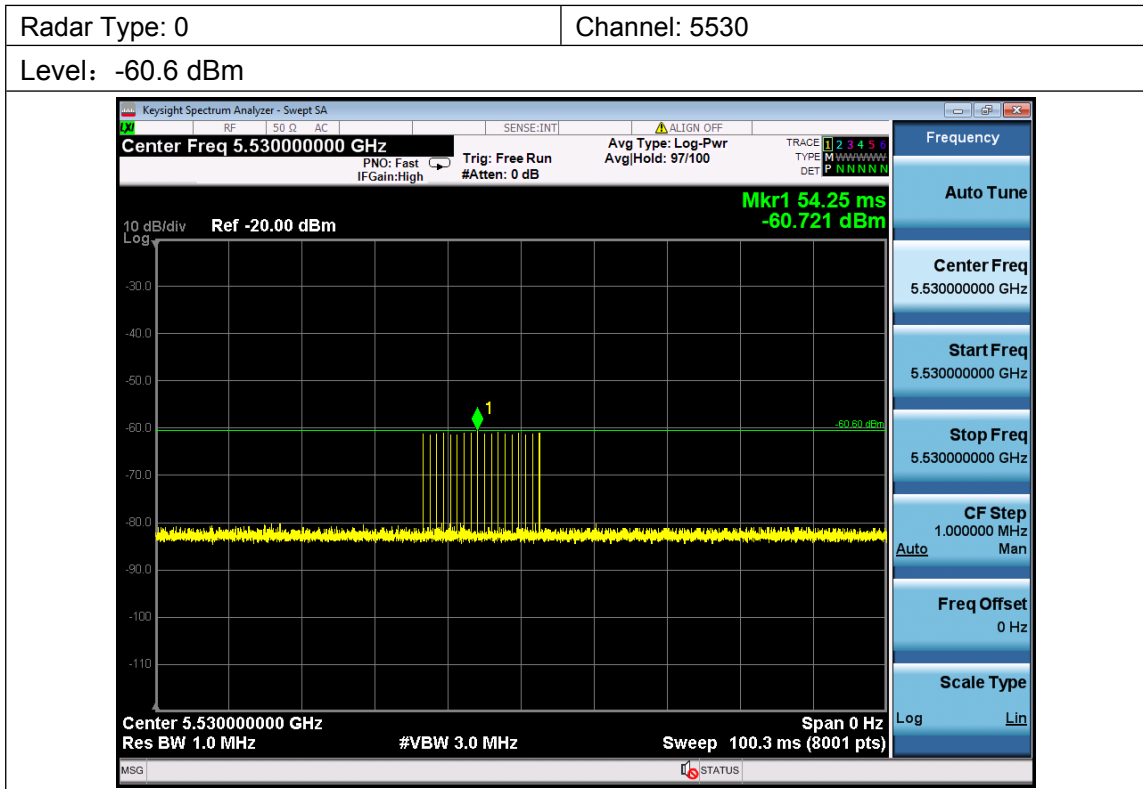 Radar Type: 0
Channel: 5530
Level：-60.6 dBm
Keysight Spectrum Analyzer - Swept SA
LXI
RF
50 Ω
AC
SENSE:INT
ALIGN OFF
Center Freq 5.530000000 GHz
PNO: Fast
IFGain:High
Trig: Free Run
#Atten: 0 dB
Avg Type: Log-Pwr
Avg|Hold: 97/100
TRACE 1 2 3 4 5 6
TYPE M W W W W W
DET P N N N N N
Mkr1 54.25 ms
-60.721 dBm
10 dB/div
Log
Ref -20.00 dBm
-30.0
-40.0
-50.0
-60.0
-70.0
-80.0
-90.0
-100
-110
1
-60.60 dBm
Center 5.530000000 GHz
Span 0 Hz
Res BW 1.0 MHz
#VBW 3.0 MHz
Sweep 100.3 ms (8001 pts)
MSG
STATUS
Frequency
Auto Tune
Center Freq
5.530000000 GHz
Start Freq
5.530000000 GHz
Stop Freq
5.530000000 GHz
CF Step
1.000000 MHz
Auto Man
Freq Offset
0 Hz
Scale Type
Log Lin